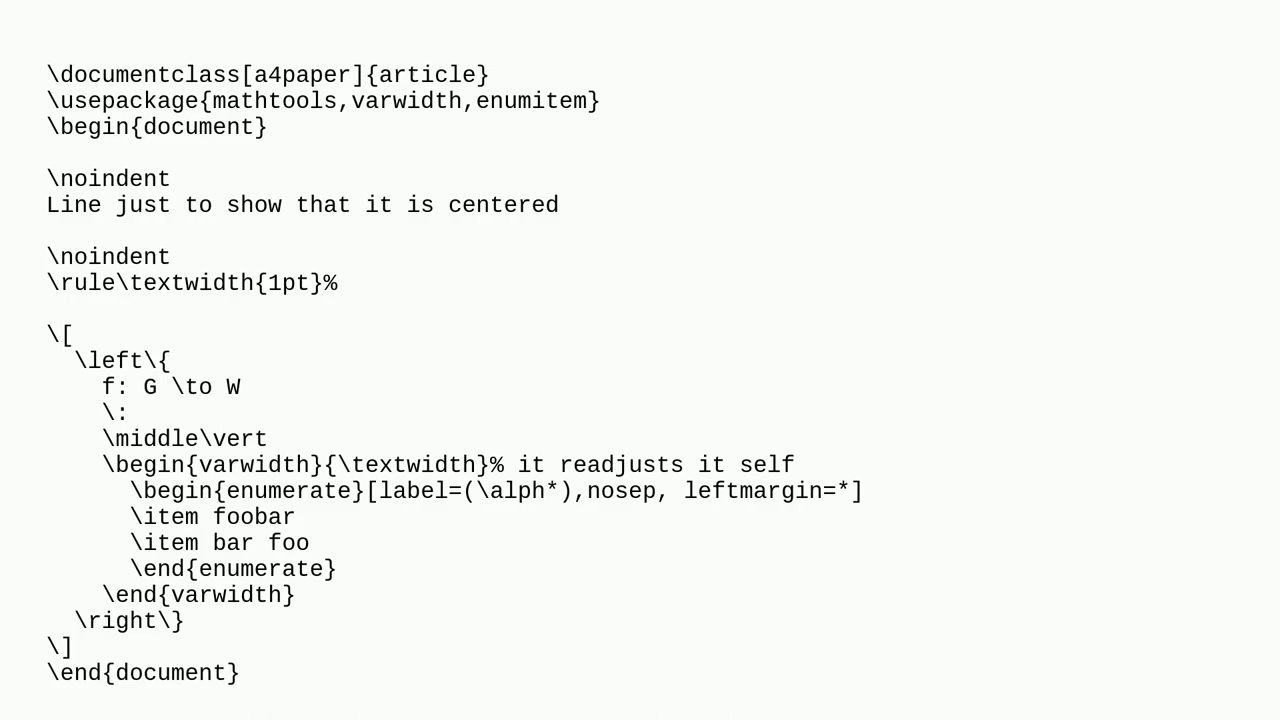 \documentclass[a4paper]{article}
\usepackage{mathtools,varwidth,enumitem}
\begin{document}

\noindent
Line just to show that it is centered

\noindent
\rule\textwidth{1pt}%

\[
  \left\{
    f: G \to W
    \:
    \middle\vert
    \begin{varwidth}{\textwidth}% it readjusts it self
      \begin{enumerate}[label=(\alph*),nosep, leftmargin=*]
      \item foobar
      \item bar foo
      \end{enumerate}
    \end{varwidth}
  \right\}
\]
\end{document}